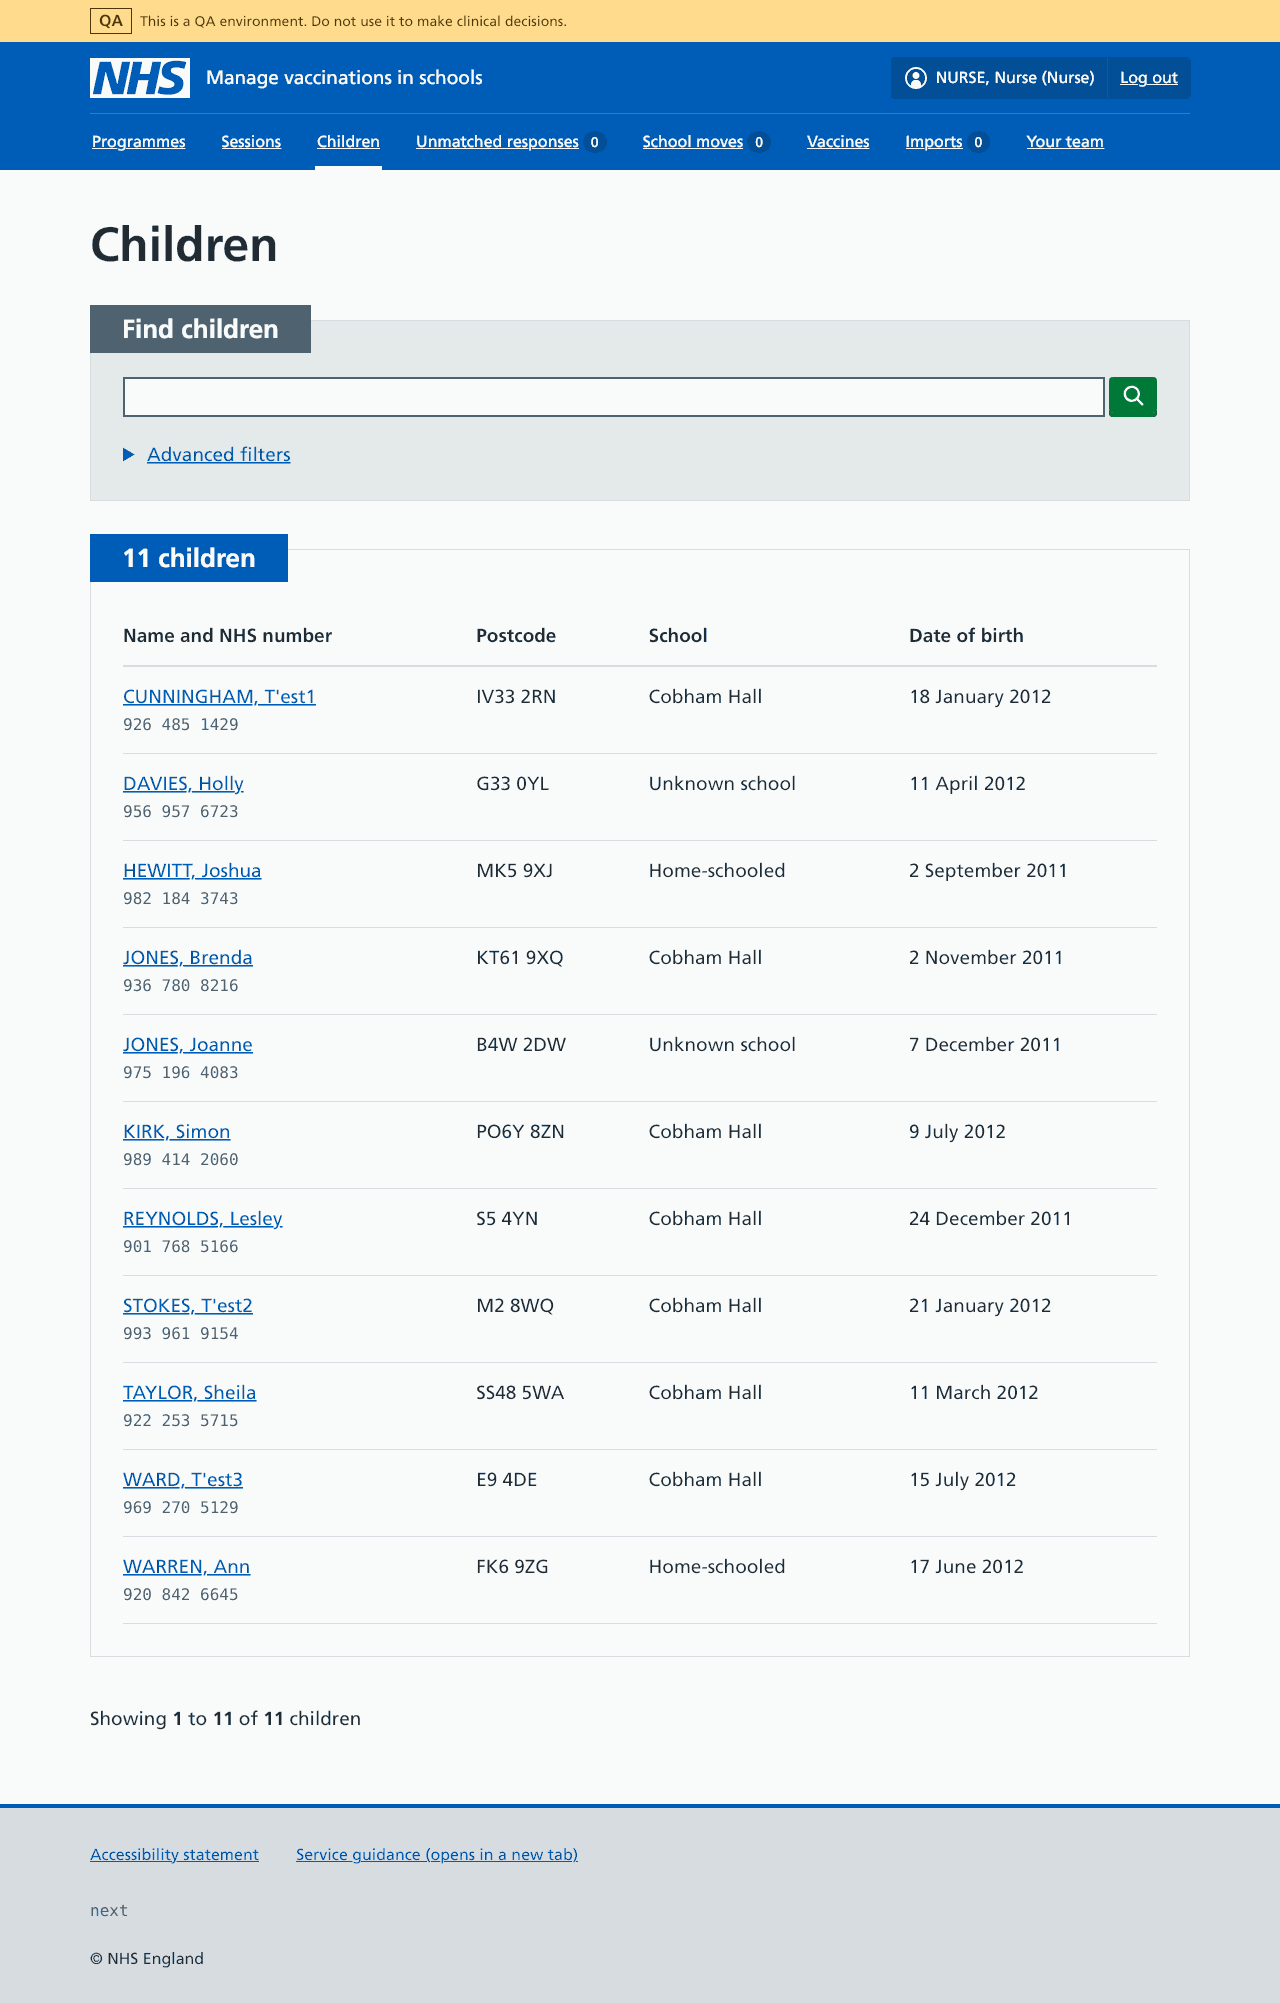 QA This is a QA environment. Do not use it to make clinical decisions.
NHS Manage vaccinations in schools NURSE, Nurse (Nurse) Log out
Programmes Sessions Children Unmatched responses 0 School moves 0 Vaccines Imports 0 Your team
Children
Find children
Advanced filters
11 children
Name and NHS number Postcode School Date of birth
CUNNINGHAM, T'est1 IV33 2RN Cobham Hall 18 January 2012
926 485 1429
DAVIES, Holly G33 0YL Unknown school 11 April 2012
956 957 6723
HEWITT, Joshua MK5 9XJ Home-schooled 2 September 2011
982 184 3743
JONES, Brenda KT61 9XQ Cobham Hall 2 November 2011
936 780 8216
JONES, Joanne B4W 2DW Unknown school 7 December 2011
975 196 4083
KIRK, Simon PO6Y 8ZN Cobham Hall 9 July 2012
989 414 2060
REYNOLDS, Lesley S5 4YN Cobham Hall 24 December 2011
901 768 5166
STOKES, T'est2 M2 8WQ Cobham Hall 21 January 2012
993 961 9154
TAYLOR, Sheila SS48 5WA Cobham Hall 11 March 2012
922 253 5715
WARD, T'est3 E9 4DE Cobham Hall 15 July 2012
969 270 5129
WARREN, Ann FK6 9ZG Home-schooled 17 June 2012
920 842 6645
Showing 1 to 11 of 11 children
Accessibility statement Service guidance (opens in a new tab)
next
© NHS England